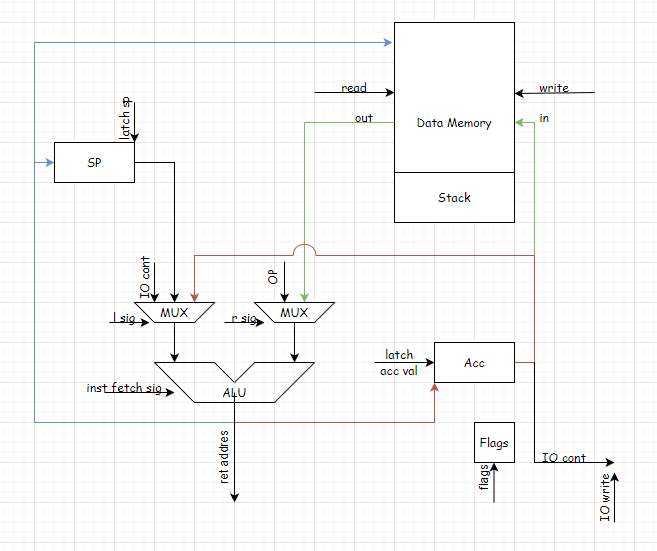 read
write
out
in
Data Memory
latch sp
SP
Stack
IO cont
OP
MUX
MUX
l sig
r sig
latch
acc val
Acc
inst fetch sig
ALU
ret addres
Flags
flags
IO cont
IO write